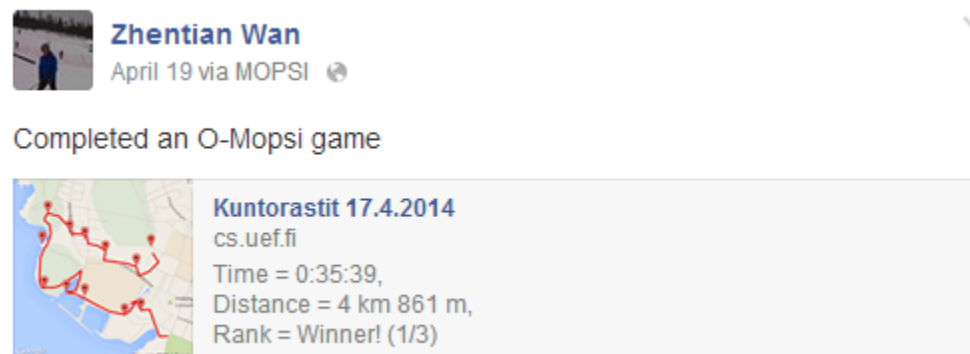 Zhentian Wan
April 19 via MOPSI
Completed an O-Mopsi game
Kuntorastit 17.4.2014
cs.uef.fi
Time = 0:35:39,
Distance = 4 km 861 m,
Rank = Winner! (1/3)